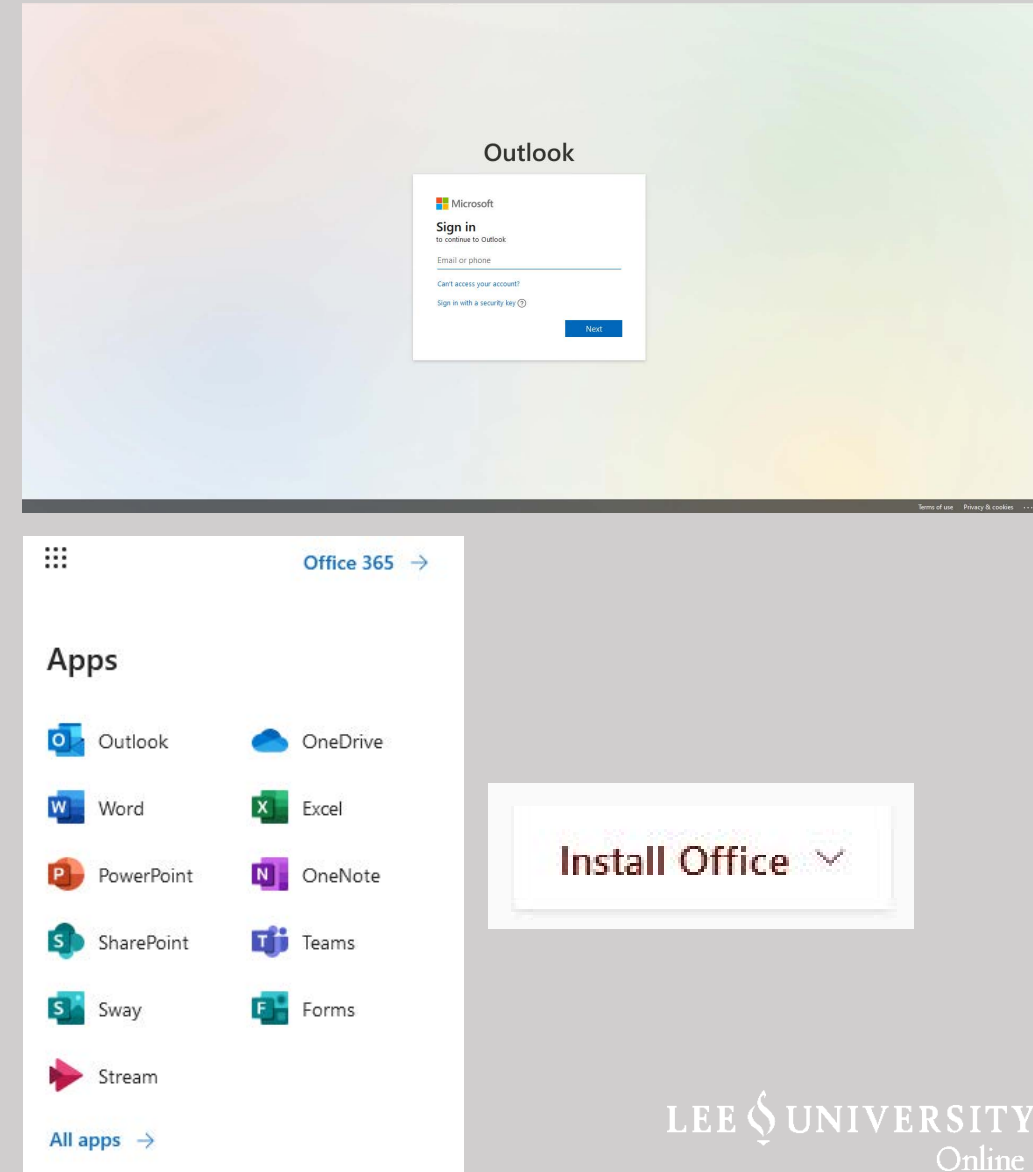 Outlook
Microsoft
Sign in
to continue to Outlook
Email or phone
Can't access your account?
Sign in with a security key
Next
Terms of use Privacy & cookies ...
Office 365 →
Apps
Outlook OneDrive
Word Excel
PowerPoint OneNote
SharePoint Teams
Sway Forms
Stream
All apps →
Install Office
LEE UNIVERSITY
Online